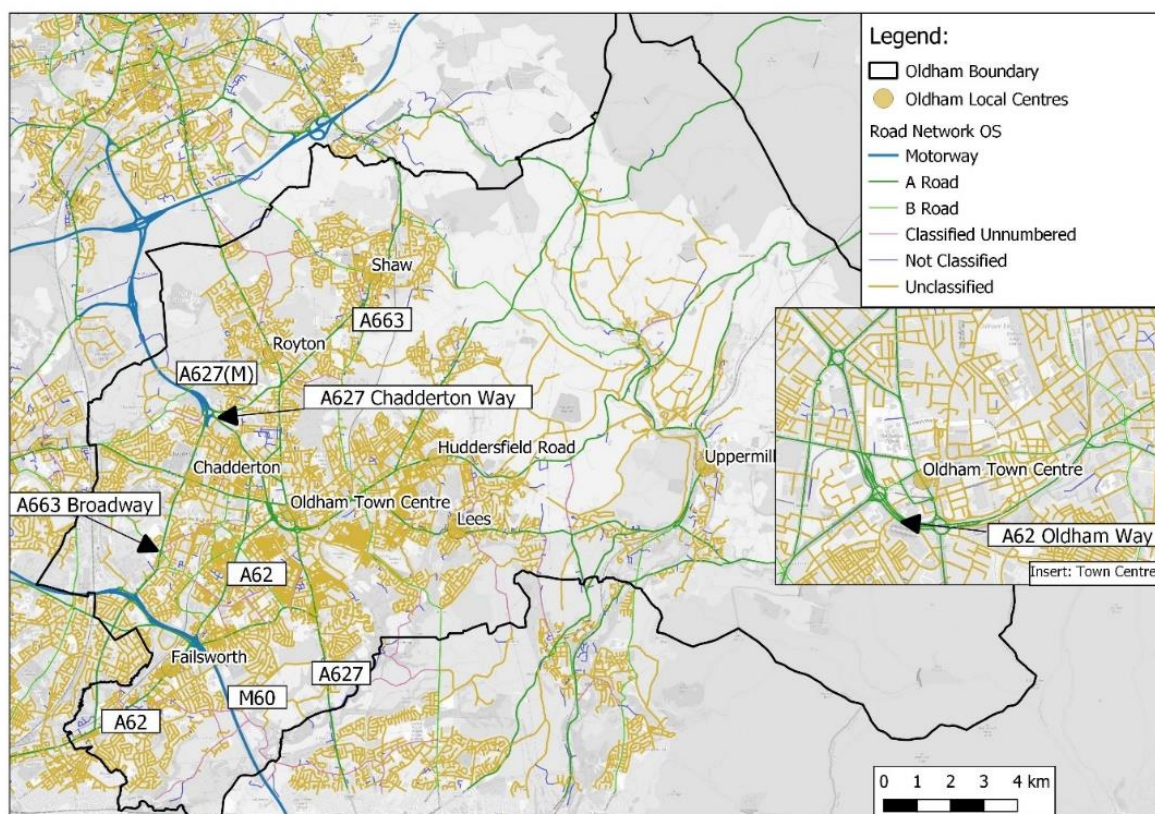 Legend:
Oldham Boundary
Oldham Local Centres
Road Network OS
Motorway
A Road
B Road
Classified Unnumbered
Not Classified
Unclassified
Shaw
A663
Royton
A627(M)
A627 Chadderton Way
Huddersfield Road
Uppermill
Chadderton
A663 Broadway
Oldham Town Centre
Lees
A62
Failsworth
A627
M60
A62
Oldham Town Centre
A62 Oldham Way
Insert: Town Centre
0 1 2 3 4 km